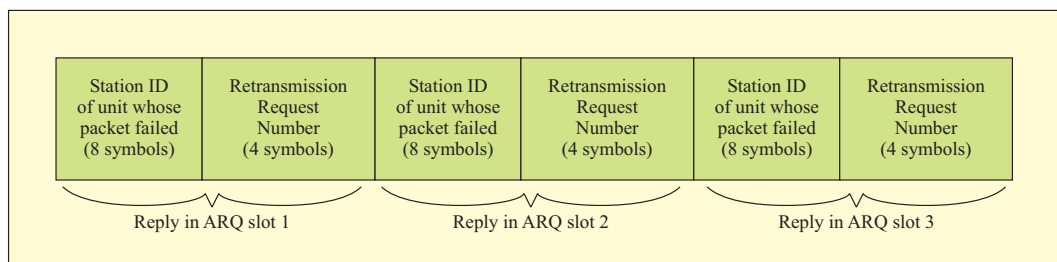 Station ID
of unit whose
packet failed
(8 symbols)
Retransmission
Request
Number
(4 symbols)
Station ID
of unit whose
packet failed
(8 symbols)
Retransmission
Request
Number
(4 symbols)
Station ID
of unit whose
packet failed
(8 symbols)
Retransmission
Request
Number
(4 symbols)
Reply in ARQ slot 1
Reply in ARQ slot 2
Reply in ARQ slot 3